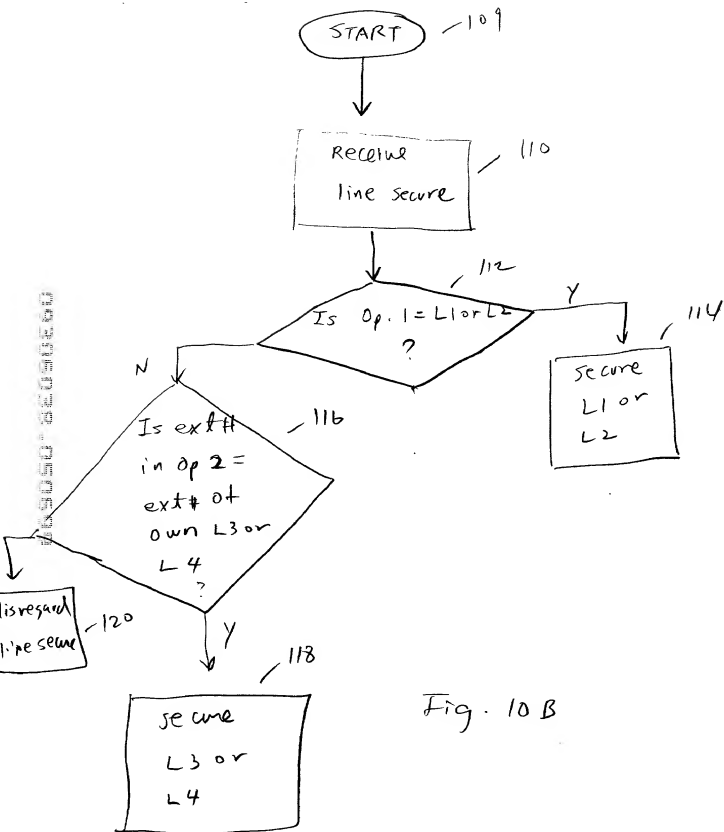 START
109
Receive
line secure
110
112
Is Op. 1 = L1 or L2
?
Y
114
secure
L1 or
L2
N
116
Is ext#
in Op 2 =
ext# of
own L3 or
L4
?
disregard
line secure
120
Y
118
secure
L3 or
L4
Fig. 10 B